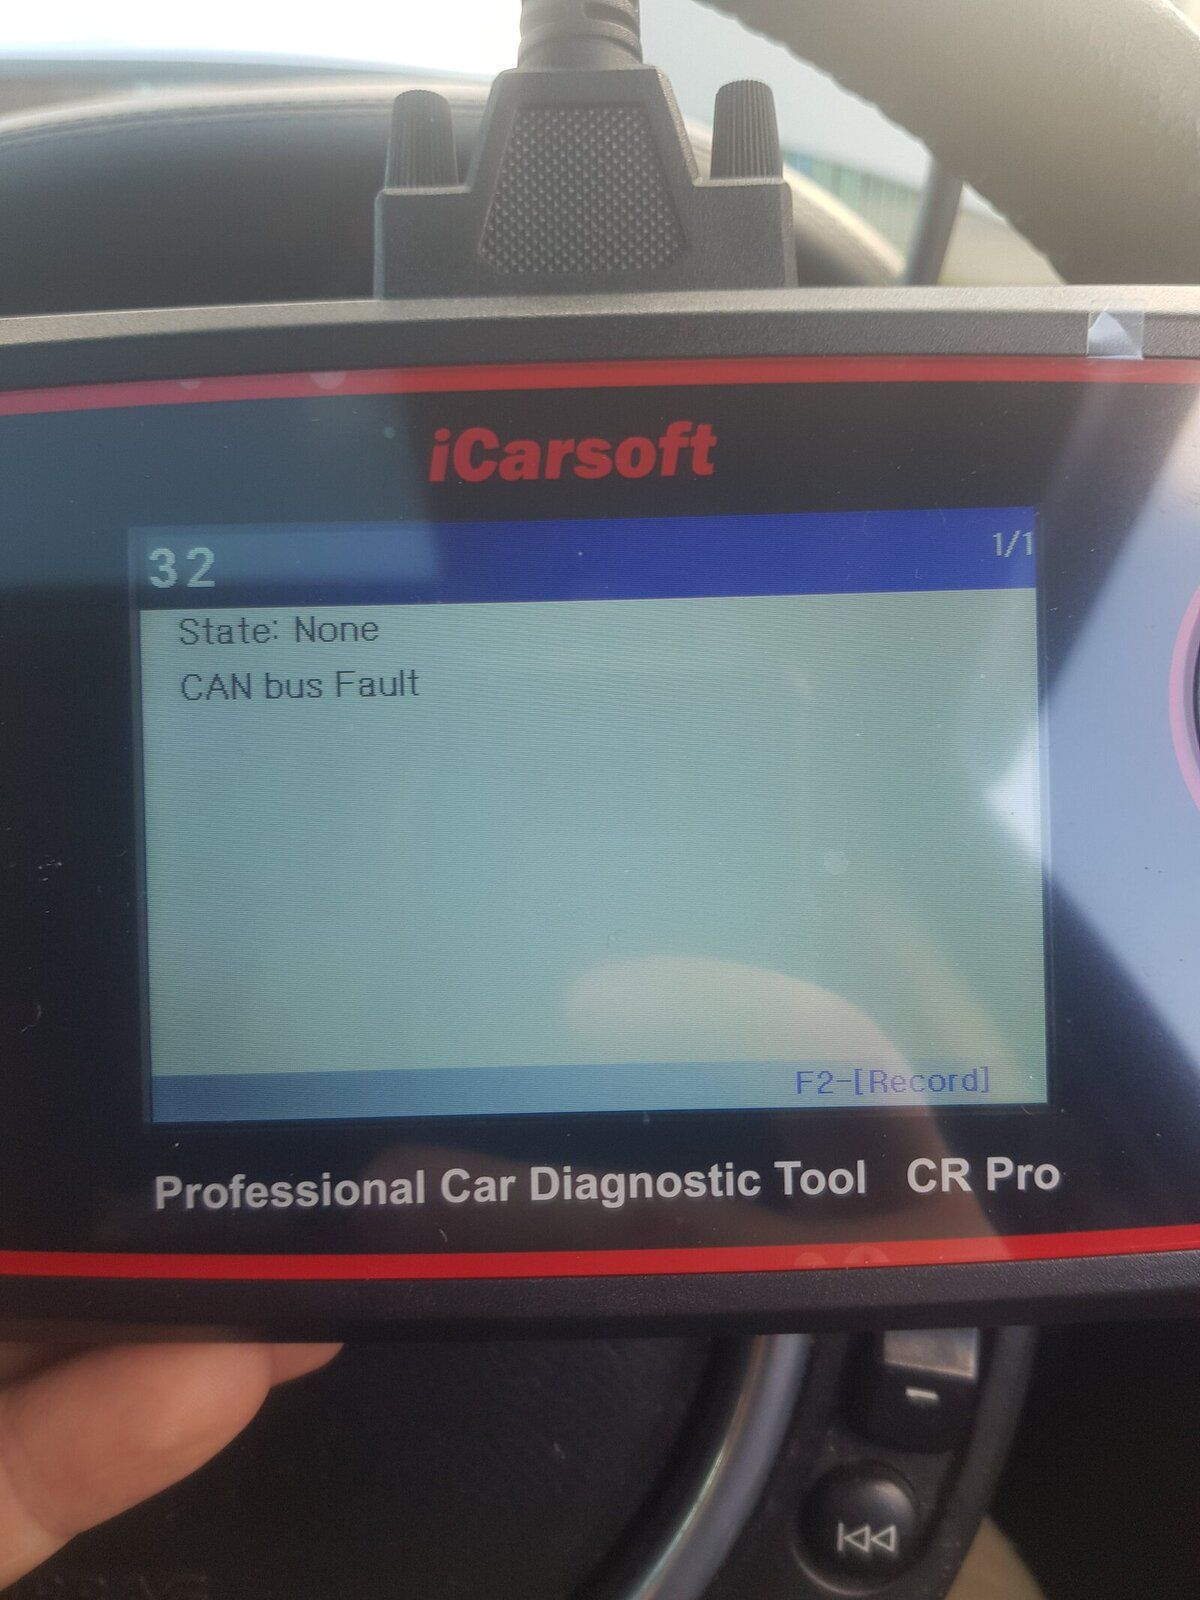 iCarsoft
32 1/1
State: None
CAN bus Fault
F2-[Record]
Professional Car Diagnostic Tool CR Pro